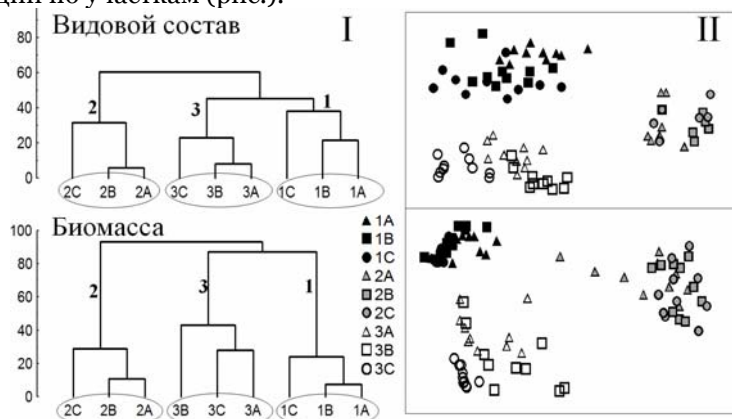 ции по участкам (рис.).
Видовой состав
I
II
80
60
40
20
0
2
3
1
2C 2B 2A 3C 3B 3A 1C 1B 1A
Биомасса
100
80
60
40
20
0
2
3
1
2C 2B 2A 3B 3C 3A 1C 1B 1A
1A
1B
1C
2A
2B
2C
3A
3B
3C